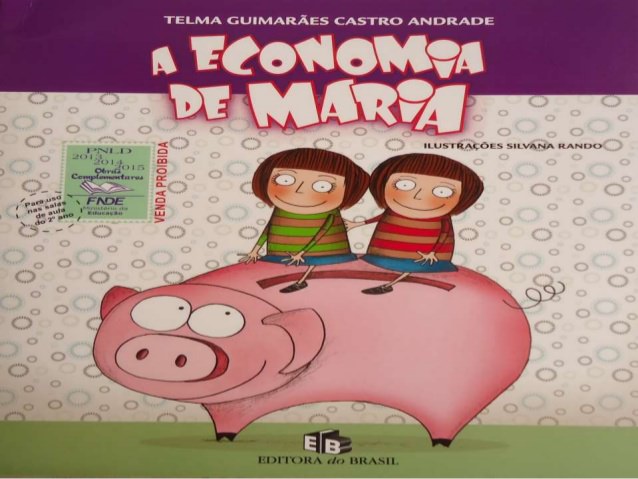 TELMA GUIMARÃES CASTRO ANDRADE
A ECONOMIA
DE MARIA
ILUSTRAÇÕES SILVANA RANDO
PNLD
2013
2014
2015
Obras
Complementares
FNDE
Ministério da
Educação
VENDA PROIBIDA
Para uso
nas salas
de aula
do 2º ano
EB
EDITORA do BRASIL